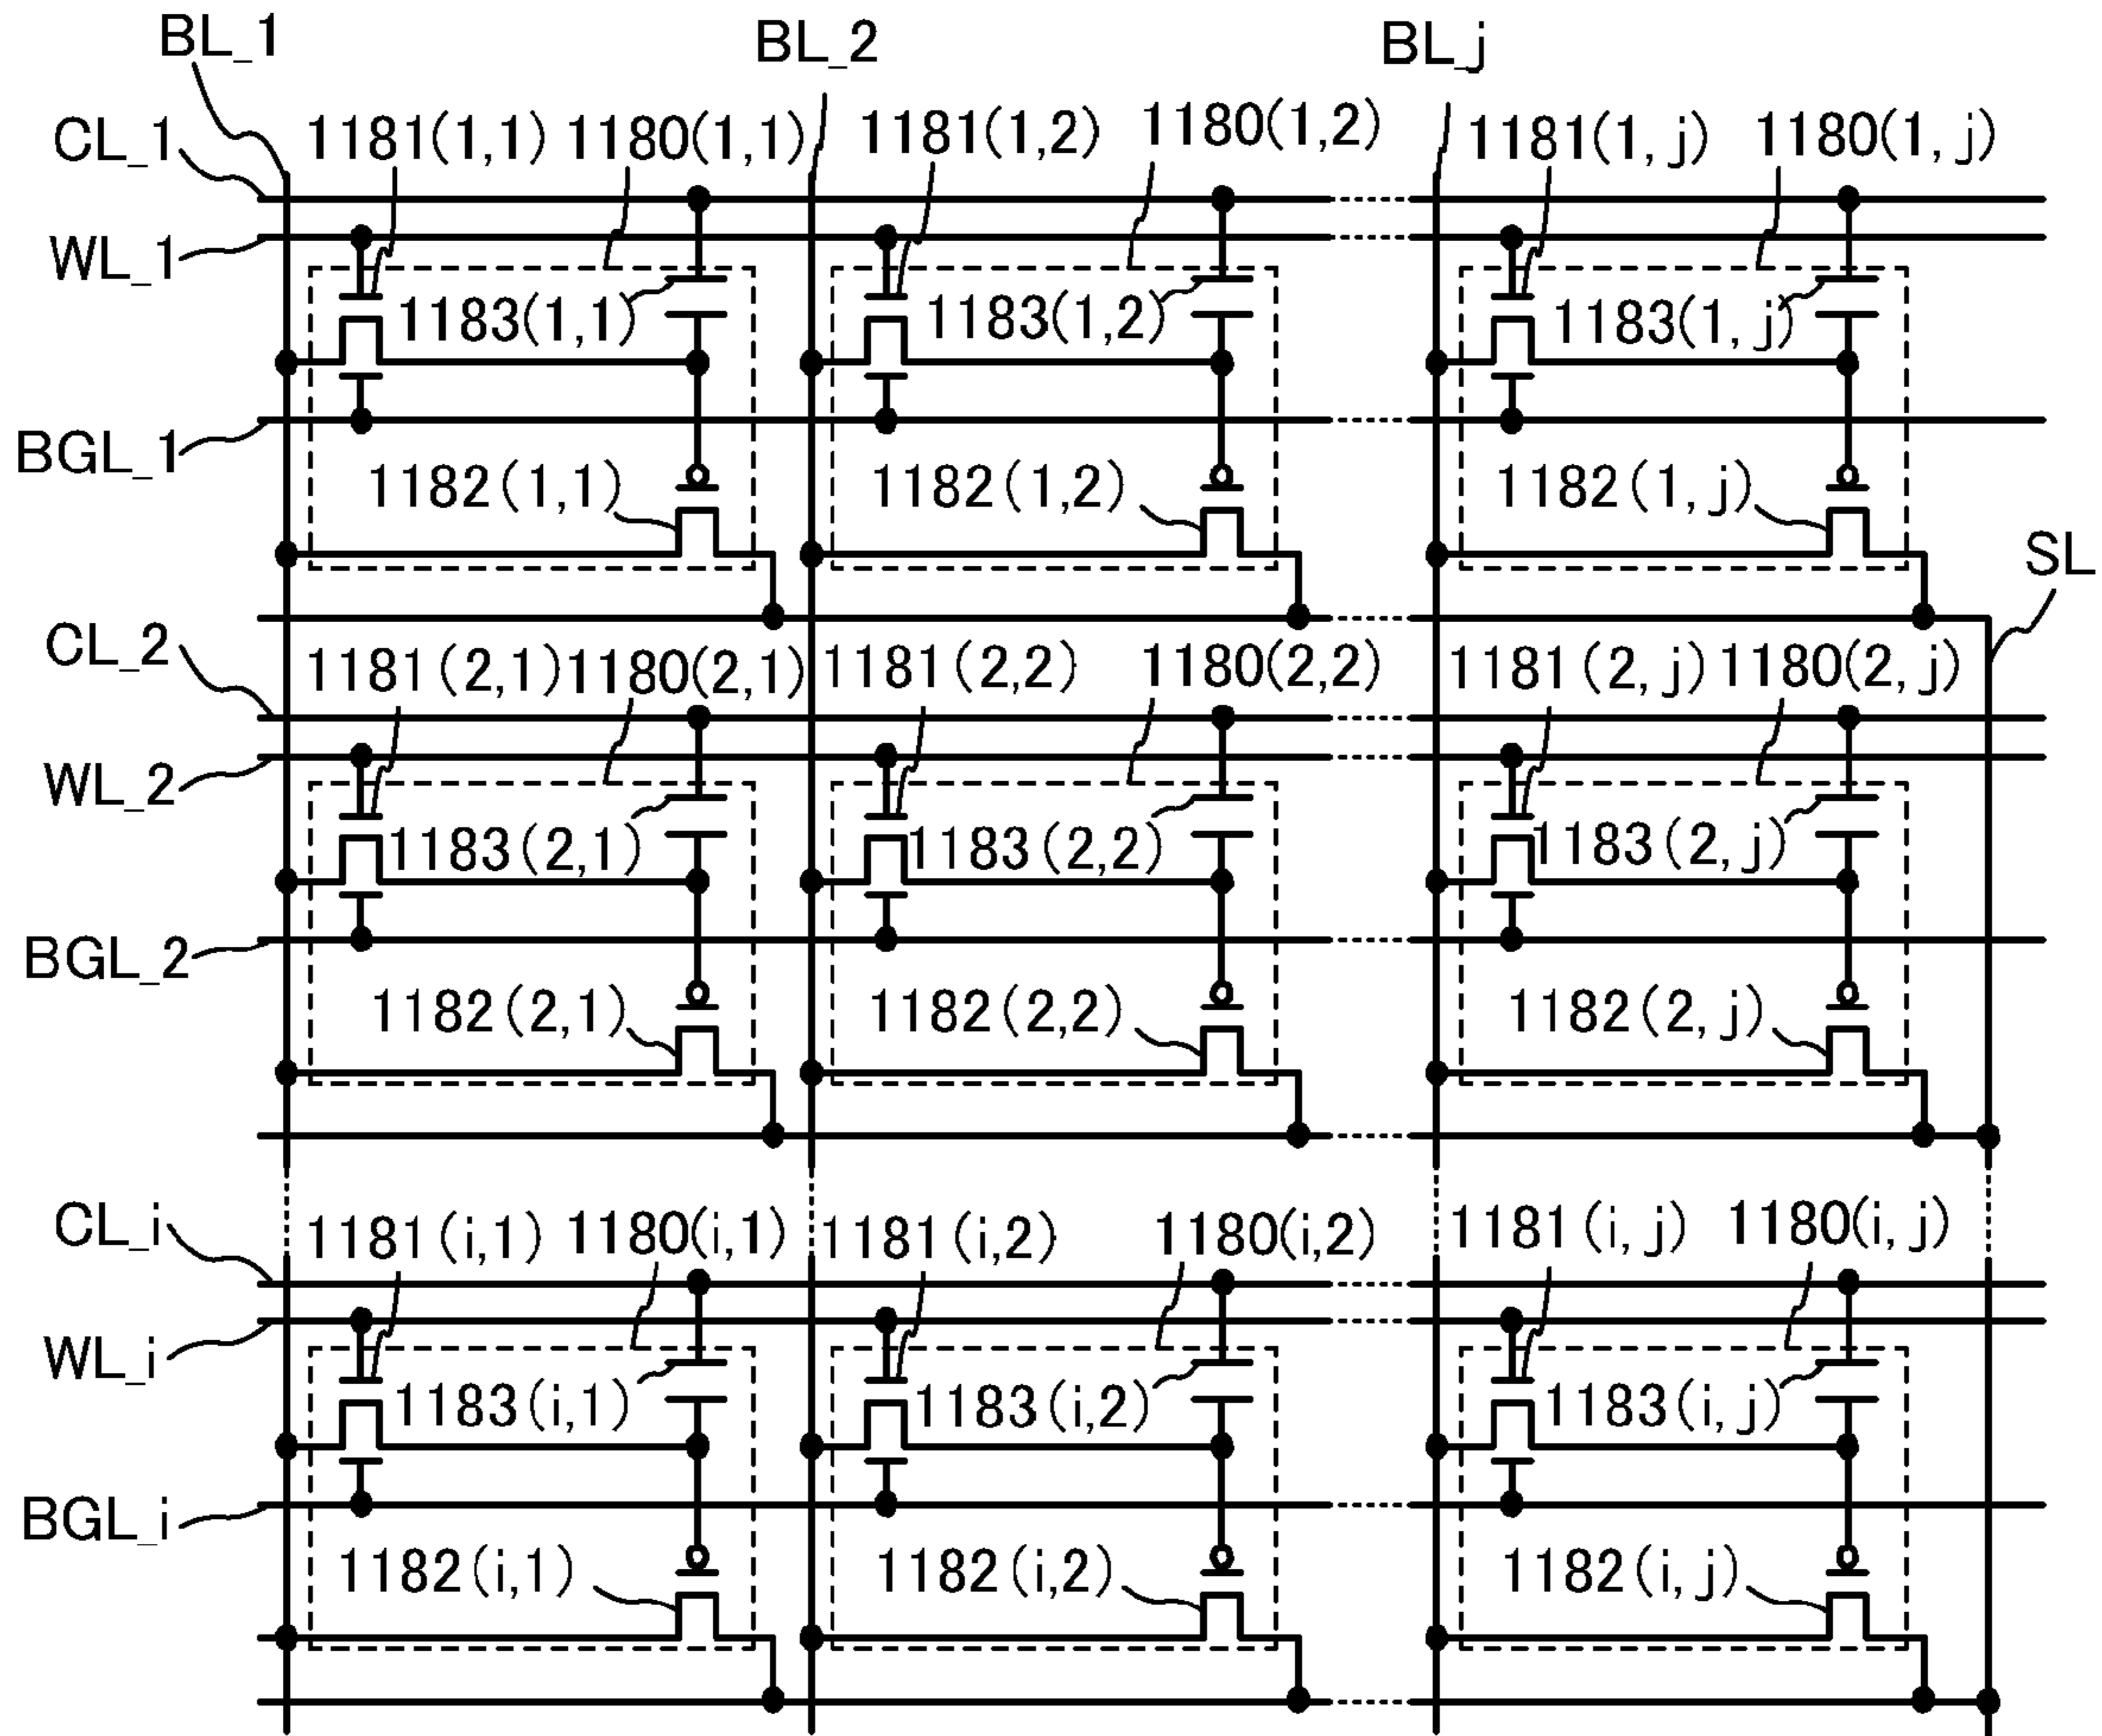 BL_1 BL_2 BL_j
CL_1 1181(1,1) 1180(1,1) 1181(1,2) 1180(1,2) 1181(1, j) 1180(1, j)
WL_1
1183(1,1) 1183(1,2) 1183(1, j)
BGL_1
1182(1,1) 1182(1,2) 1182(1, j)
SL
CL_2 1181(2,1) 1180(2,1) 1181(2,2) 1180(2,2) 1181(2, j) 1180(2, j)
WL_2
1183(2,1) 1183(2,2) 1183(2, j)
BGL_2
1182(2,1) 1182(2,2) 1182(2, j)
CL_i 1181(i,1) 1180(i,1) 1181(i,2) 1180(i,2) 1181(i, j) 1180(i, j)
WL_i
1183(i,1) 1183(i,2) 1183(i, j)
BGL_i
1182(i,1) 1182(i,2) 1182(i, j)